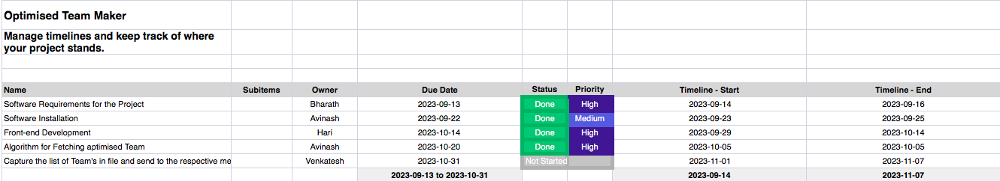 Optimised Team Maker
Manage timelines and keep track of where
your project stands.
Name Subitems Owner Due Date Status Priority Timeline - Start Timeline - End
Software Requirements for the Project Bharath 2023-09-13 Done High 2023-09-14 2023-09-16
Software Installation Avinash 2023-09-22 Done Medium 2023-09-23 2023-09-25
Front-end Development Hari 2023-10-14 Done High 2023-09-29 2023-10-14
Algorithm for Fetching aptimised Team Avinash 2023-10-20 Done High 2023-10-05 2023-10-05
Capture the list of Team's in file and send to the respective me Venkatesh 2023-10-31 Not Started 2023-11-01 2023-11-07
2023-09-13 to 2023-10-31 2023-09-14 2023-11-07